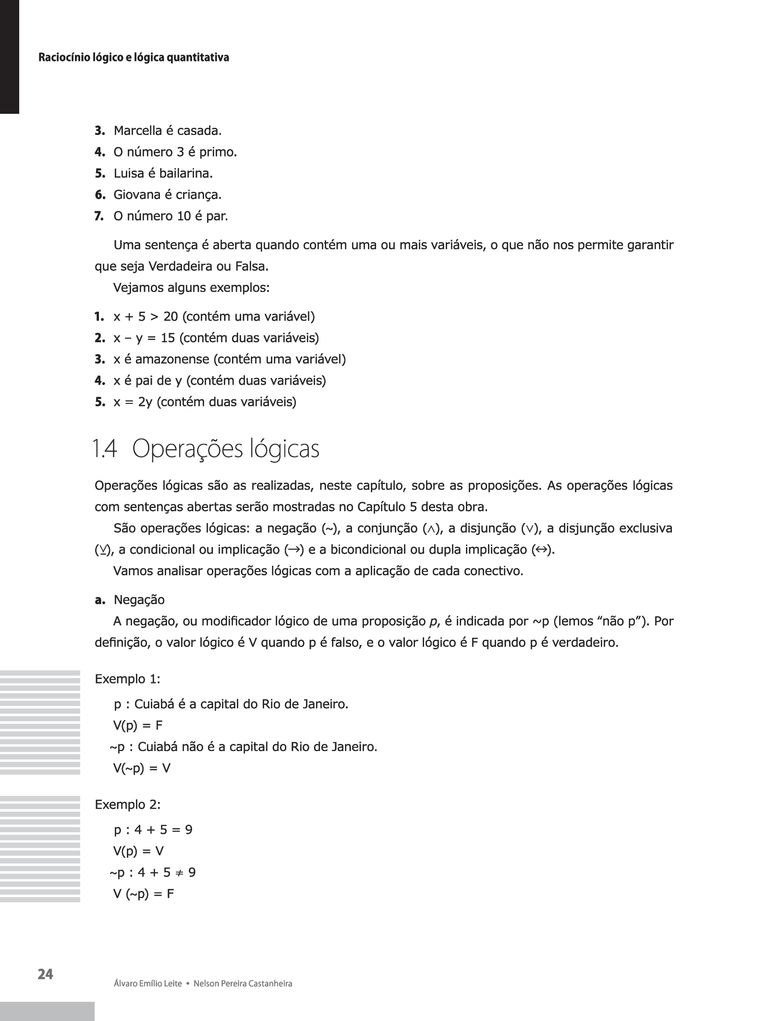 Raciocínio lógico e lógica quantitativa
3. Marcella é casada.
4. O número 3 é primo.
5. Luisa é bailarina.
6. Giovana é criança.
7. O número 10 é par.
Uma sentença é aberta quando contém uma ou mais variáveis, o que não nos permite garantir
que seja Verdadeira ou Falsa.
Vejamos alguns exemplos:
1. x + 5 > 20 (contém uma variável)
2. x – y = 15 (contém duas variáveis)
3. x é amazonense (contém uma variável)
4. x é pai de y (contém duas variáveis)
5. x = 2y (contém duas variáveis)
1.4 Operações lógicas
Operações lógicas são as realizadas, neste capítulo, sobre as proposições. As operações lógicas
com sentenças abertas serão mostradas no Capítulo 5 desta obra.
São operações lógicas: a negação (~), a conjunção (∧), a disjunção (∨), a disjunção exclusiva
(⊻), a condicional ou implicação (→) e a bicondicional ou dupla implicação (↔).
Vamos analisar operações lógicas com a aplicação de cada conectivo.
a. Negação
A negação, ou modificador lógico de uma proposição p, é indicada por ~p (lemos “não p”). Por
definição, o valor lógico é V quando p é falso, e o valor lógico é F quando p é verdadeiro.
Exemplo 1:
p : Cuiabá é a capital do Rio de Janeiro.
V(p) = F
~p : Cuiabá não é a capital do Rio de Janeiro.
V(~p) = V
Exemplo 2:
p : 4 + 5 = 9
V(p) = V
~p : 4 + 5 ≠ 9
V (~p) = F
24
Álvaro Emílio Leite • Nelson Pereira Castanheira